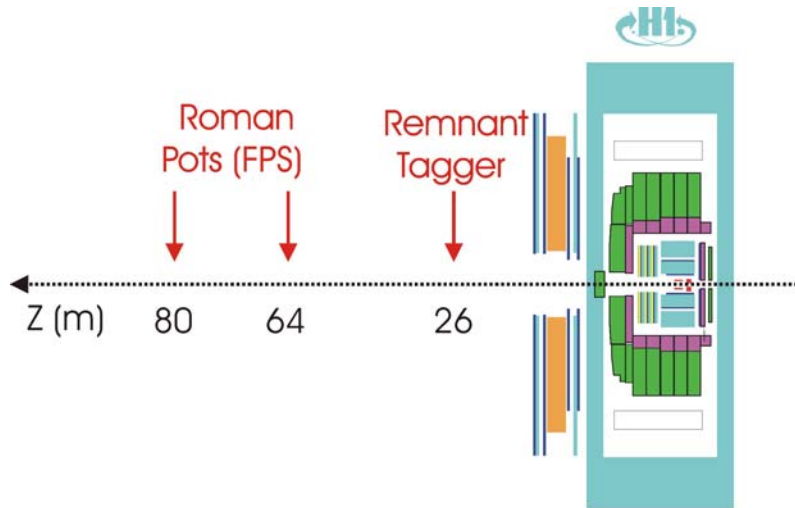 H1
Roman
Pots (FPS)
Remnant
Tagger
Z (m) 80 64 26